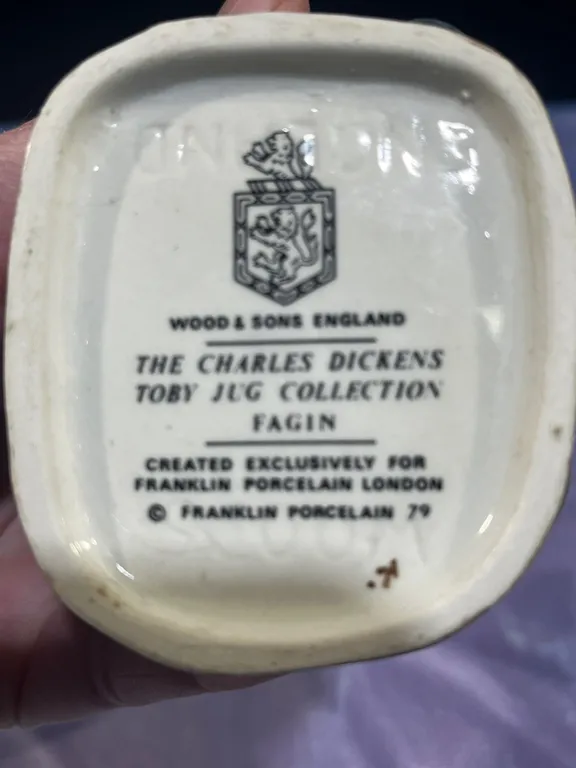 WOOD & SONS ENGLAND
THE CHARLES DICKENS
TOBY JUG COLLECTION
FAGIN
CREATED EXCLUSIVELY FOR
FRANKLIN PORCELAIN LONDON
© FRANKLIN PORCELAIN 79